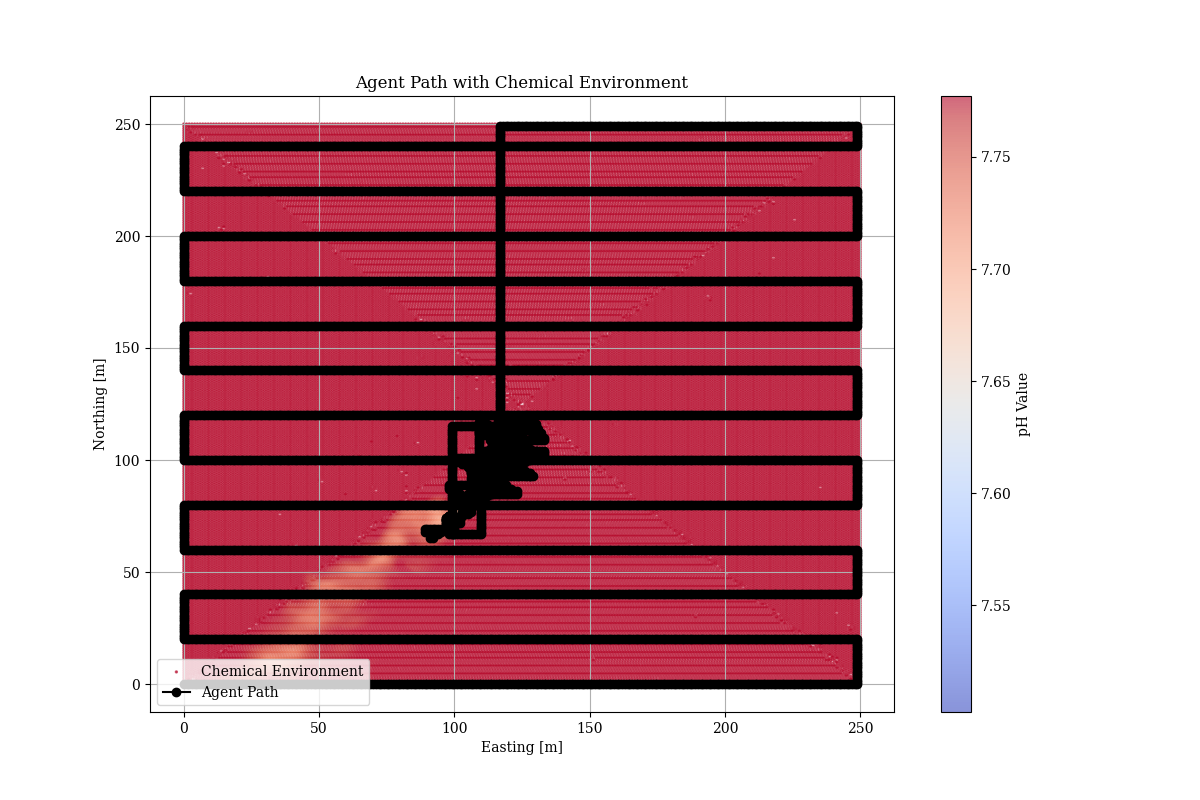 Agent Path with Chemical Environment
250
200
150
100
50
0
Northing [m]
0 50 100 150 200 250
Easting [m]
Chemical Environment
Agent Path
7.75
7.70
7.65
7.60
7.55
pH Value